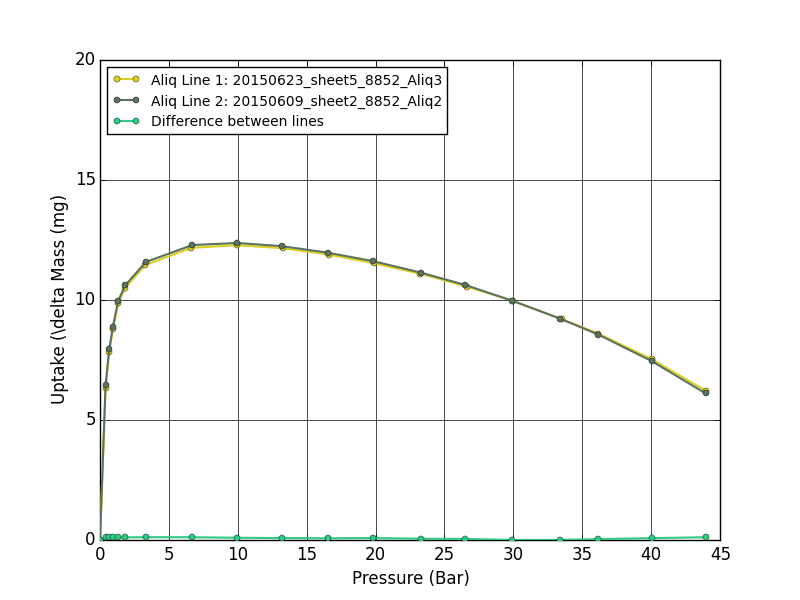 Aliq Line 1: 20150623_sheet5_8852_Aliq3
Aliq Line 2: 20150609_sheet2_8852_Aliq2
Difference between lines
20
15
10
5
0
Uptake (\delta Mass (mg)
0 5 10 15 20 25 30 35 40 45
Pressure (Bar)